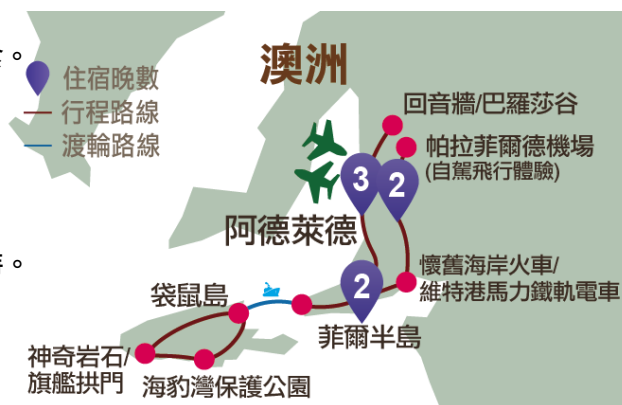 澳洲
住宿晚數
行程路線
渡輪路線
回音牆/巴羅莎谷
帕拉菲爾德機場
(自駕飛行體驗)
3
2
阿德萊德
懷舊海岸火車/
維特港馬力鐵軌電車
2
菲爾半島
袋鼠島
神奇岩石/
旗艦拱門
海豹灣保護公園